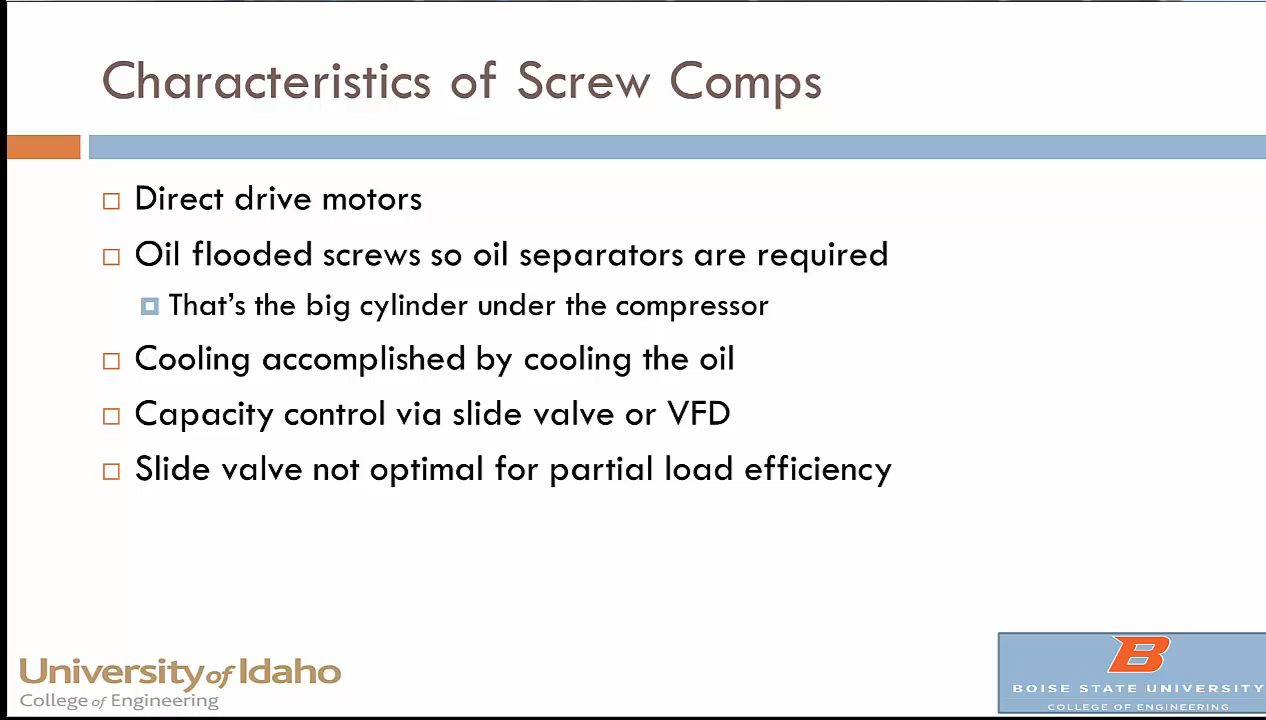 Characteristics of Screw Comps
Direct drive motors
Oil flooded screws so oil separators are required
That's the big cylinder under the compressor
Cooling accomplished by cooling the oil
Capacity control via slide valve or VFD
Slide valve not optimal for partial load efficiency
University of Idaho
College of Engineering
B
BOISE STATE UNIVERSITY
COLLEGE OF ENGINEERING